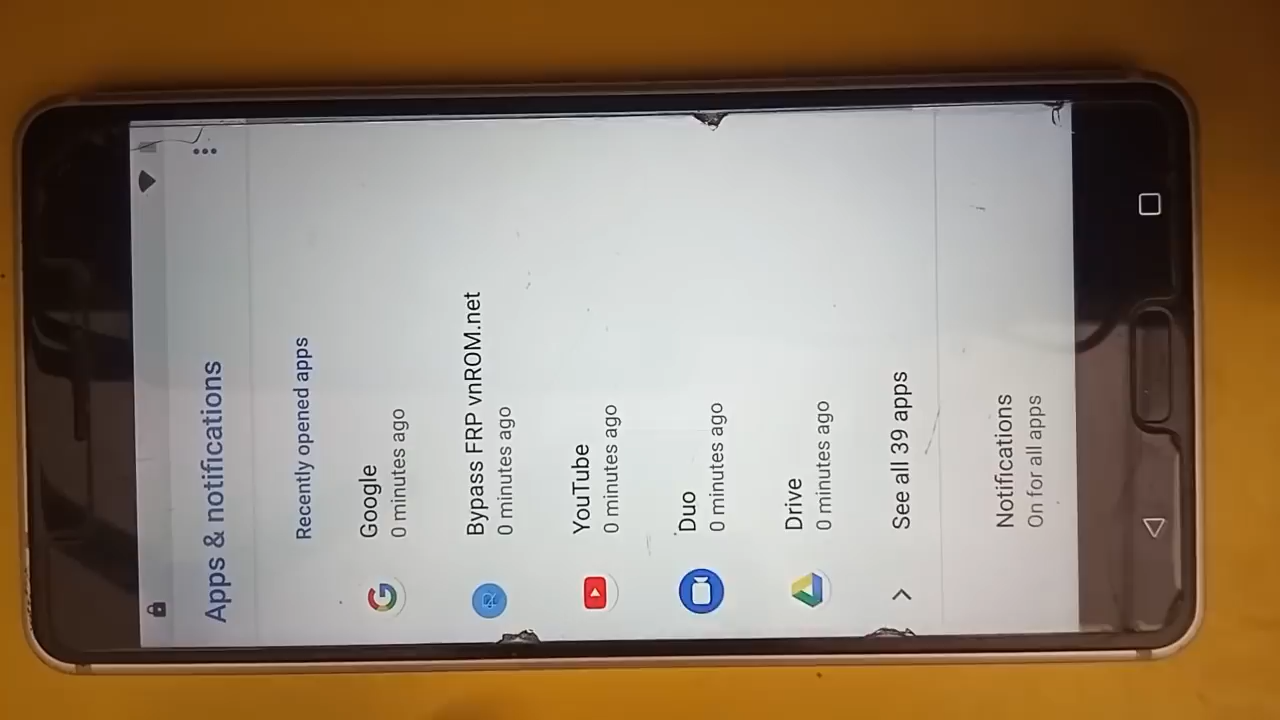 Apps & notifications
Recently opened apps
Google
0 minutes ago
Bypass FRP vnROM.net
0 minutes ago
YouTube
0 minutes ago
Duo
0 minutes ago
Drive
0 minutes ago
See all 39 apps
Notifications
On for all apps